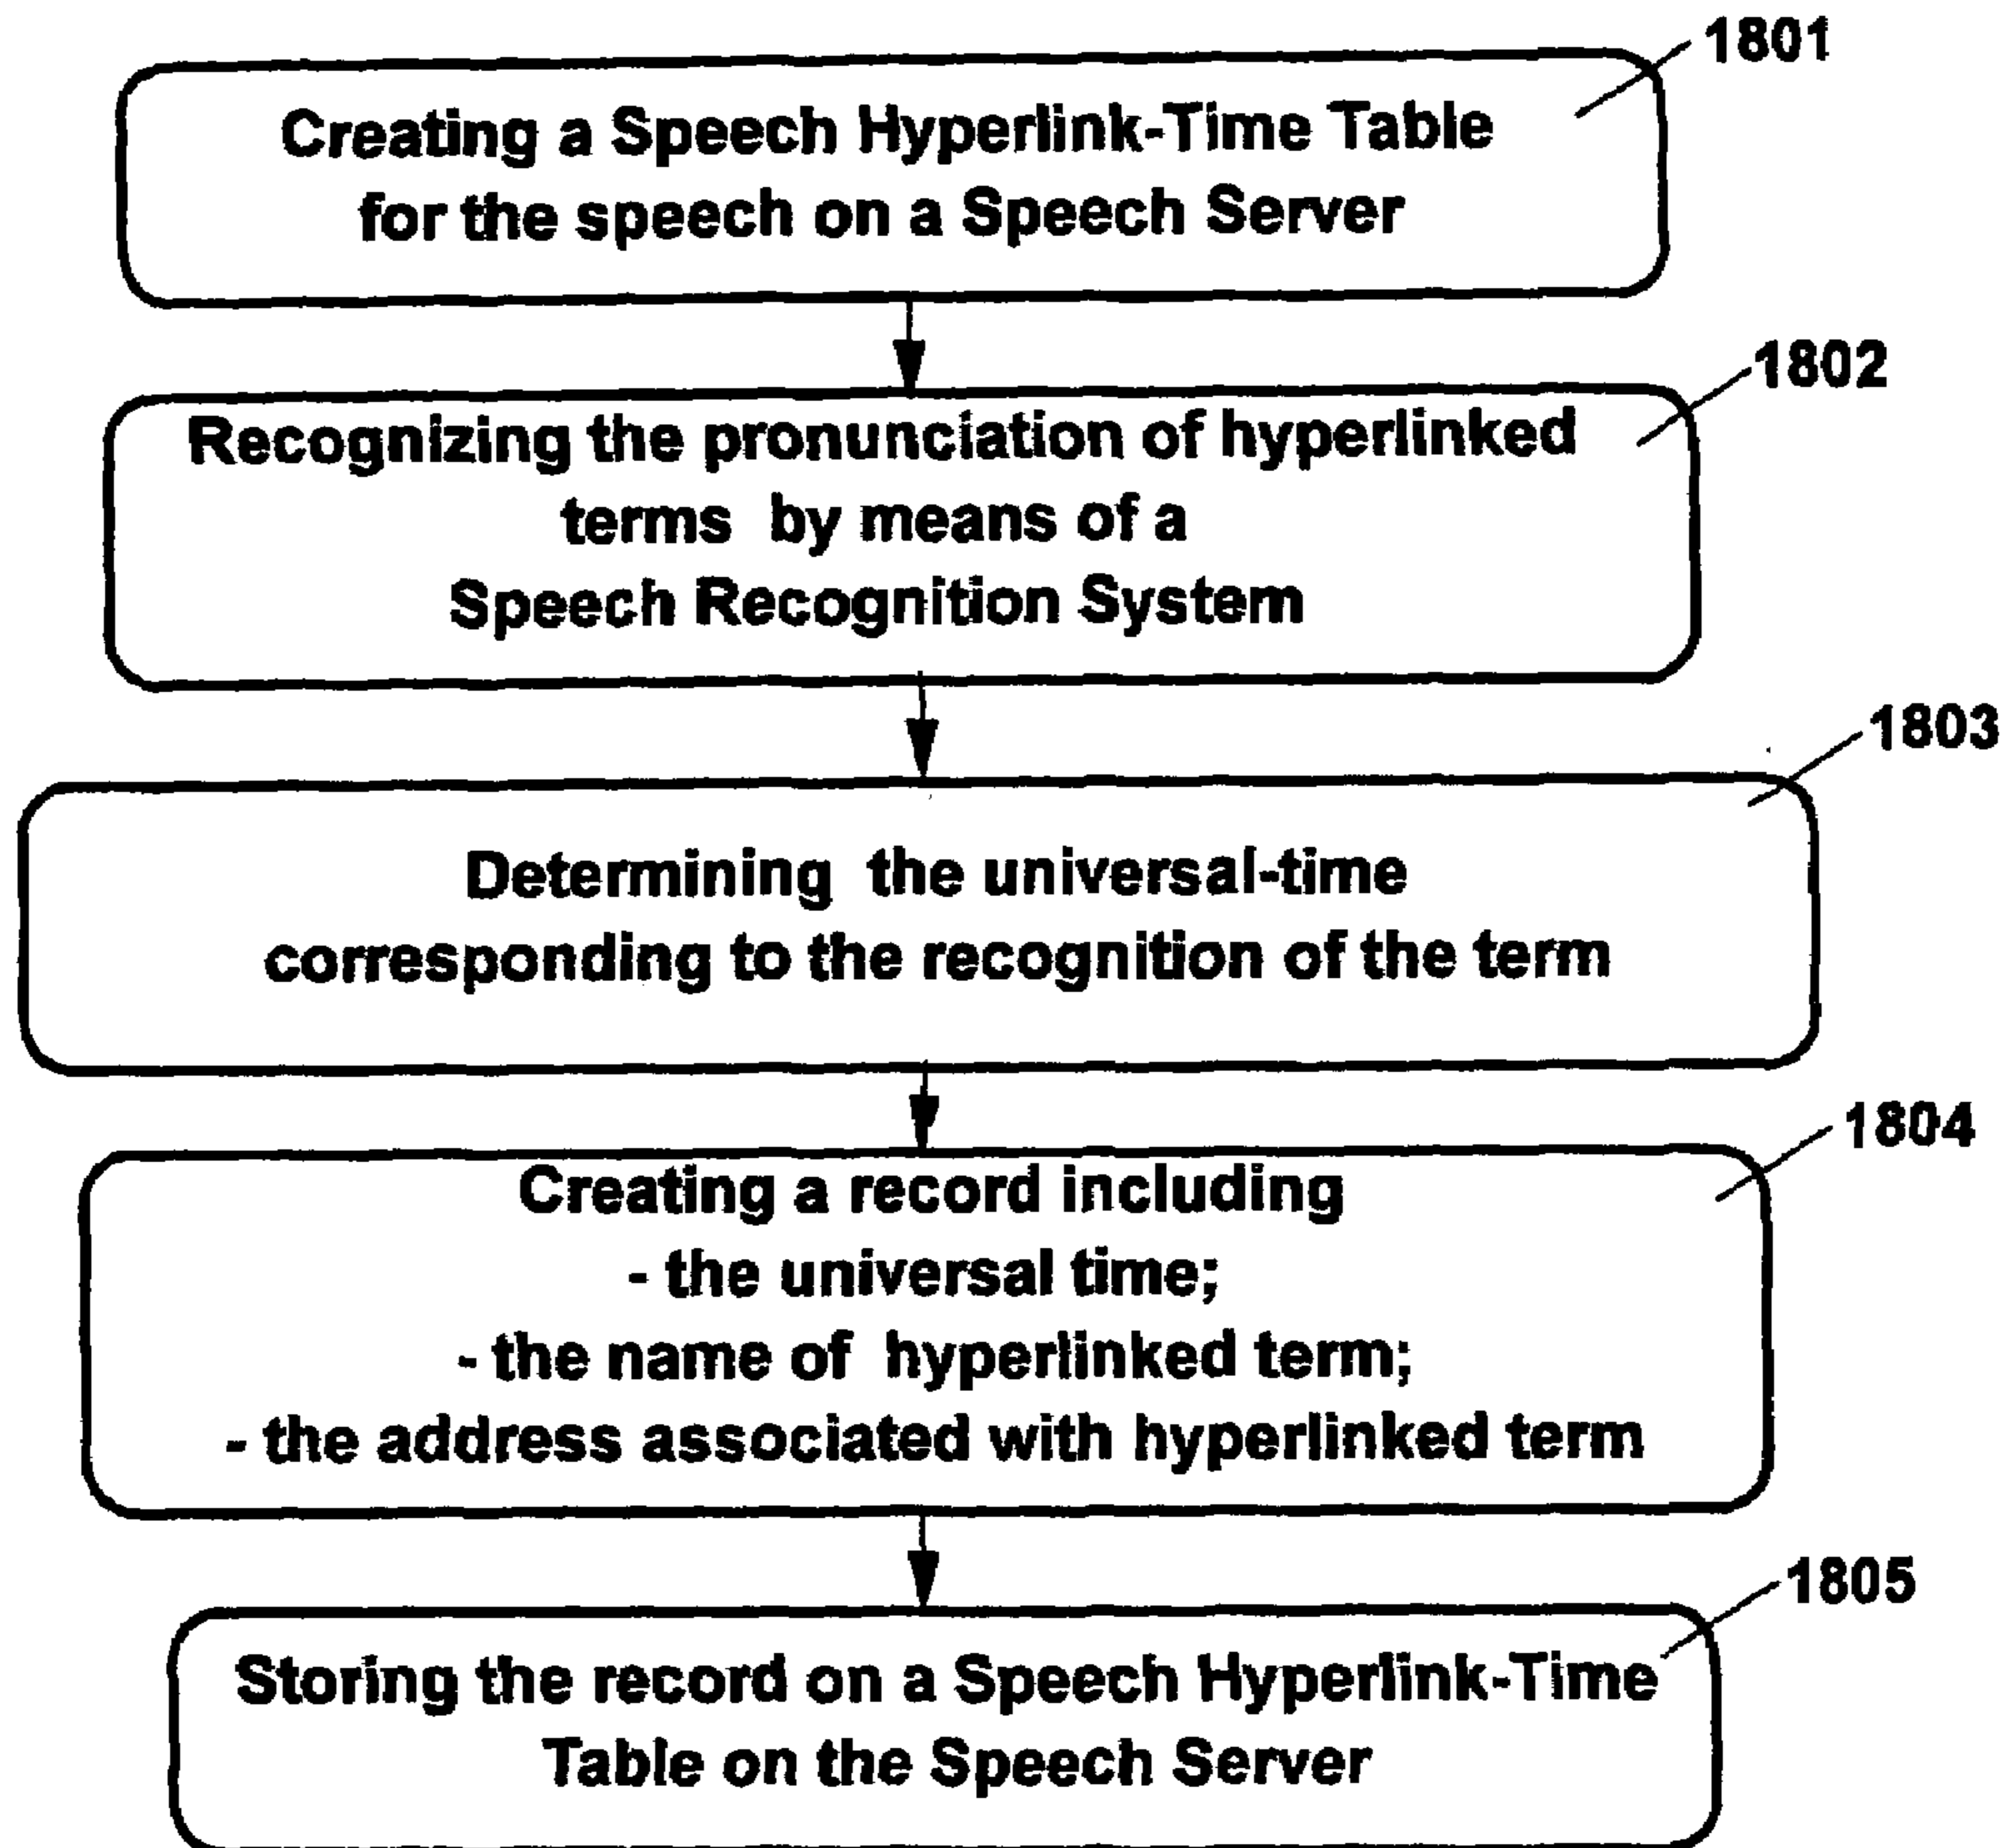 1801
Creating a Speech Hyperlink-Time Table
for the speech on a Speech Server
1802
Recognizing the pronunciation of hyperlinked
terms by means of a
Speech Recognition System
1803
Determining the universal-time
corresponding to the recognition of the term
1804
Creating a record including
- the universal time;
- the name of hyperlinked term;
- the address associated with hyperlinked term
1805
Storing the record on a Speech Hyperlink-Time
Table on the Speech Server